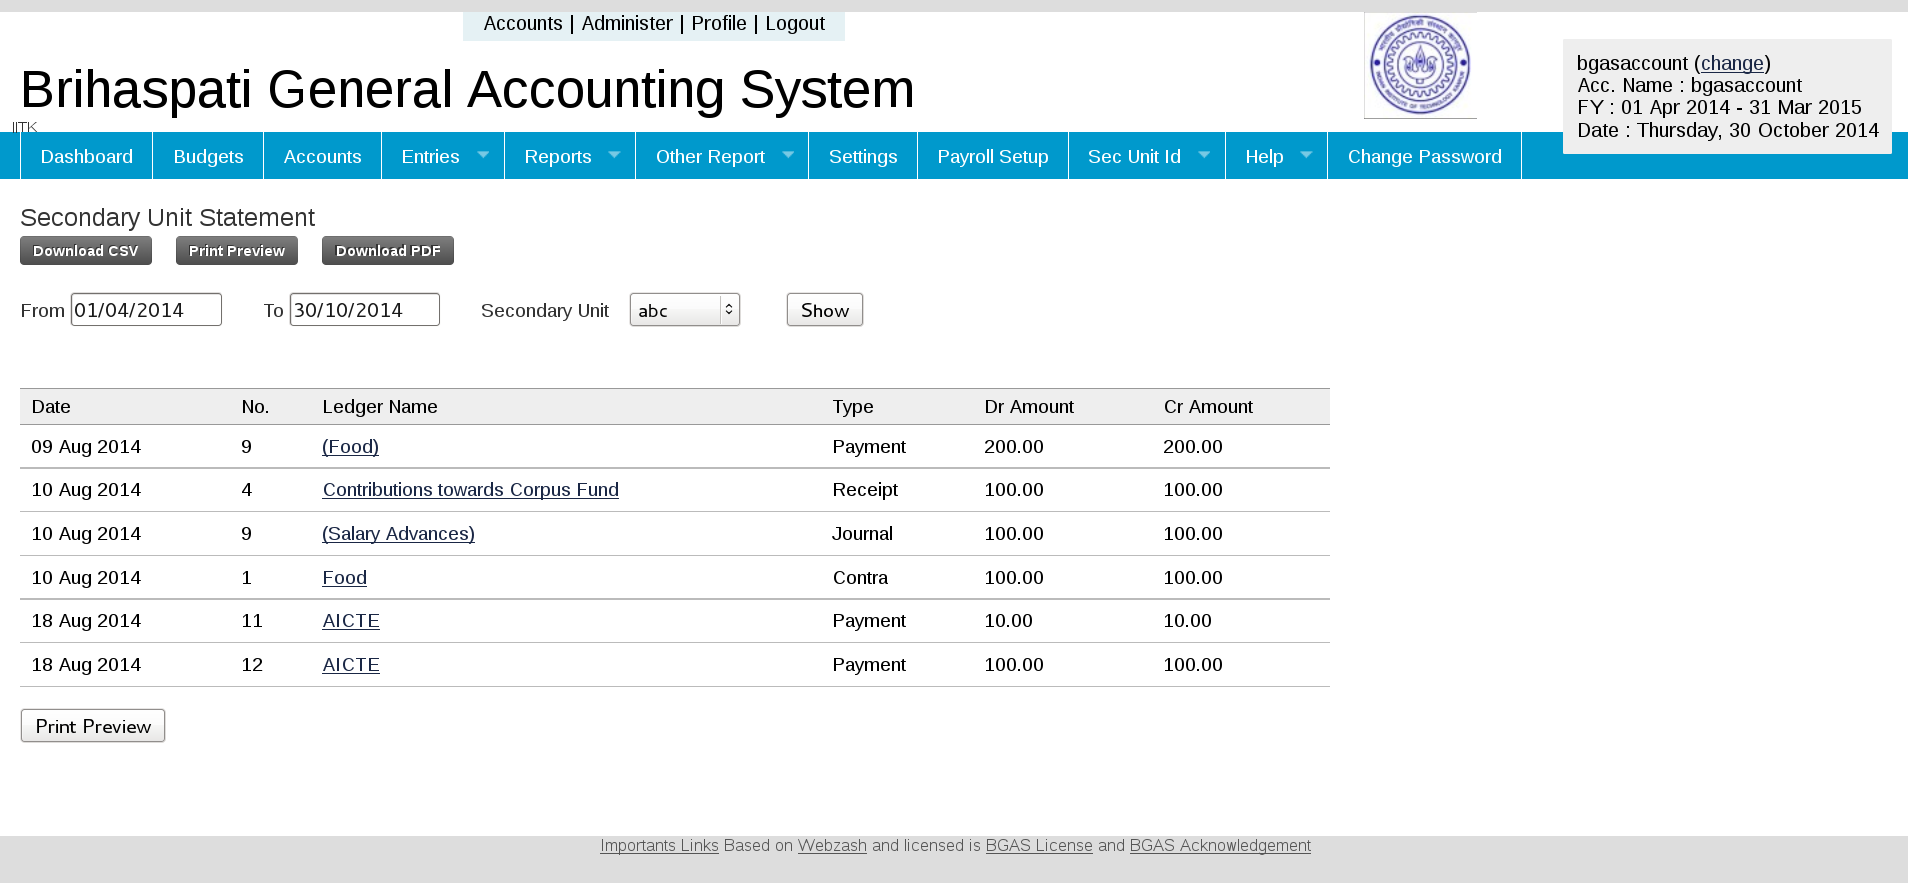 Accounts | Administer | Profile | Logout
Brihaspati General Accounting System
IITK
bgasaccount (change)
Acc. Name : bgasaccount
FY : 01 Apr 2014 - 31 Mar 2015
Date : Thursday, 30 October 2014
Dashboard Budgets Accounts Entries Reports Other Report Settings Payroll Setup Sec Unit Id Help Change Password
Secondary Unit Statement
Download CSV Print Preview Download PDF
From 01/04/2014 To 30/10/2014 Secondary Unit abc Show
Date No. Ledger Name Type Dr Amount Cr Amount
09 Aug 2014 9 (Food) Payment 200.00 200.00
10 Aug 2014 4 Contributions towards Corpus Fund Receipt 100.00 100.00
10 Aug 2014 9 (Salary Advances) Journal 100.00 100.00
10 Aug 2014 1 Food Contra 100.00 100.00
18 Aug 2014 11 AICTE Payment 10.00 10.00
18 Aug 2014 12 AICTE Payment 100.00 100.00
Print Preview
Importants Links Based on Webzash and licensed is BGAS License and BGAS Acknowledgement